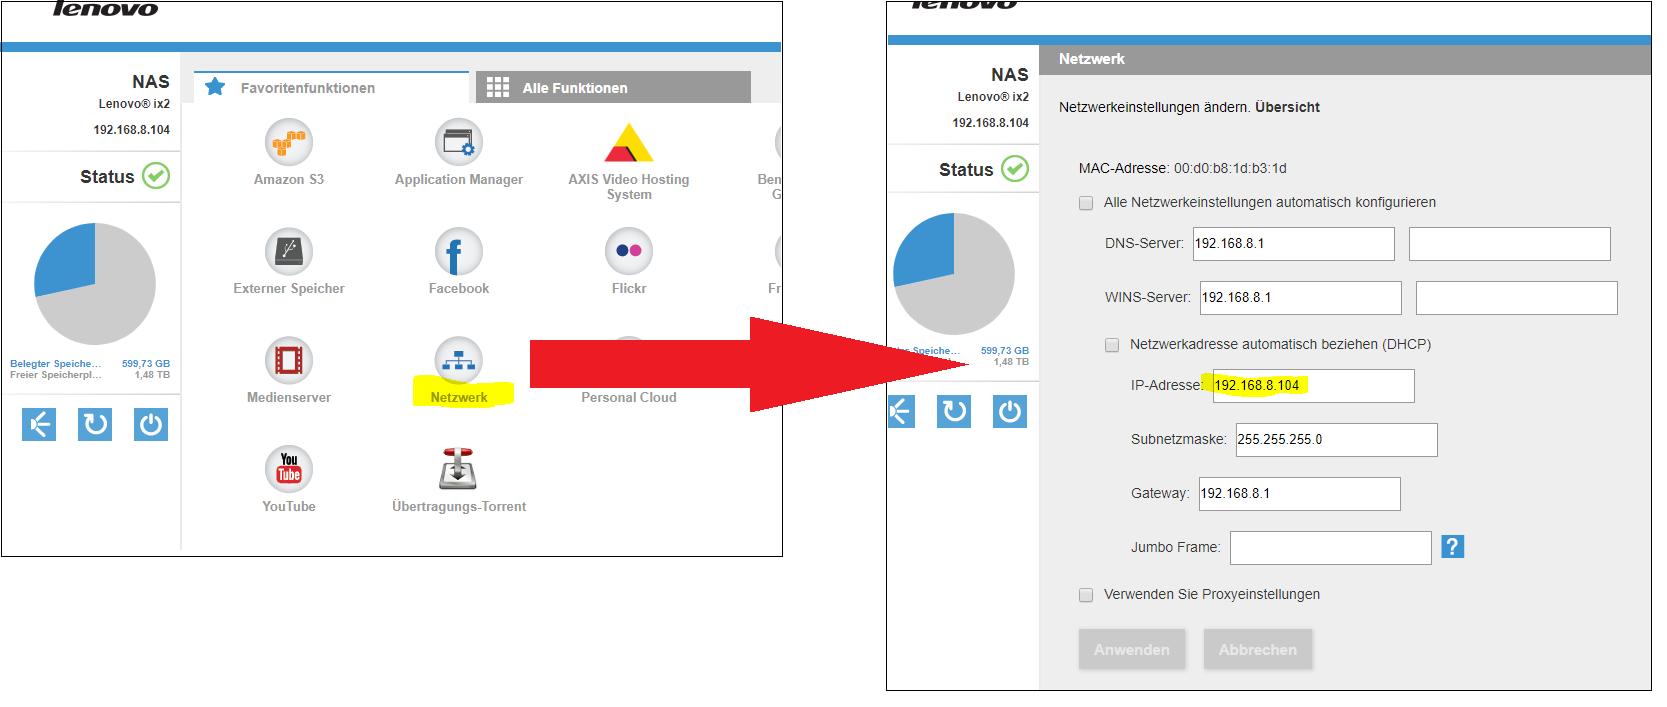 lenovo
NAS
Lenovo® ix2
192.168.8.104
Status
Belegter Speiche... 599,73 GB
Freier Speicherpl... 1,48 TB
Favoritenfunktionen
Alle Funktionen
Amazon S3
Application Manager
AXIS Video Hosting
System
Ben
G
Externer Speicher
Facebook
Flickr
Fr
Medienserver
Netzwerk
Personal Cloud
You
Tube
YouTube
Übertragungs-Torrent
lenovo
NAS
Lenovo® ix2
192.168.8.104
Status
ter Speiche... 599,73 GB
1,48 TB
Netzwerk
Netzwerkeinstellungen ändern. Übersicht
MAC-Adresse: 00:d0:b8:1d:b3:1d
Alle Netzwerkeinstellungen automatisch konfigurieren
DNS-Server: 192.168.8.1
WINS-Server: 192.168.8.1
Netzwerkadresse automatisch beziehen (DHCP)
IP-Adresse: 192.168.8.104
Subnetzmaske: 255.255.255.0
Gateway: 192.168.8.1
Jumbo Frame: ?
Verwenden Sie Proxyeinstellungen
Anwenden Abbrechen